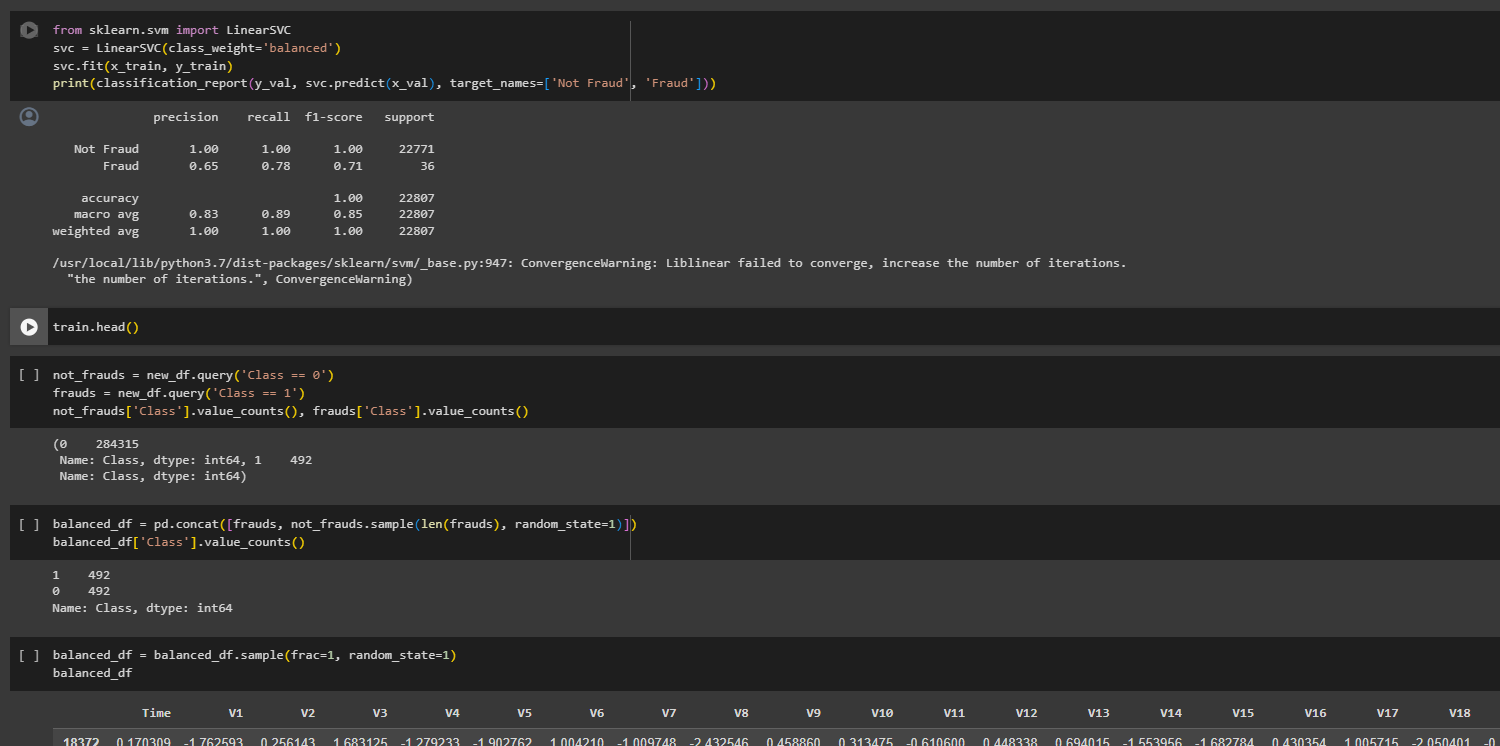 from sklearn.svm import LinearSVC
svc = LinearSVC(class_weight='balanced')
svc.fit(x_train, y_train)
print(classification_report(y_val, svc.predict(x_val), target_names=['Not Fraud', 'Fraud']))
precision recall f1-score support
Not Fraud 1.00 1.00 1.00 22771
Fraud 0.65 0.78 0.71 36
accuracy 1.00 22807
macro avg 0.83 0.89 0.85 22807
weighted avg 1.00 1.00 1.00 22807
/usr/local/lib/python3.7/dist-packages/sklearn/svm/_base.py:947: ConvergenceWarning: Liblinear failed to converge, increase the number of iterations.
"the number of iterations.", ConvergenceWarning)
train.head()
[ ] not_frauds = new_df.query('Class == 0')
frauds = new_df.query('Class == 1')
not_frauds['Class'].value_counts(), frauds['Class'].value_counts()
(0 284315
Name: Class, dtype: int64, 1 492
Name: Class, dtype: int64)
[ ] balanced_df = pd.concat([frauds, not_frauds.sample(len(frauds), random_state=1)])
balanced_df['Class'].value_counts()
1 492
0 492
Name: Class, dtype: int64
[ ] balanced_df = balanced_df.sample(frac=1, random_state=1)
balanced_df
Time V1 V2 V3 V4 V5 V6 V7 V8 V9 V10 V11 V12 V13 V14 V15 V16 V17 V18
18372 0.170309 -1.762593 0.256143 1.683125 -1.279233 -1.902762 1.004210 -1.009748 -2.432546 0.458860 0.313475 -0.610600 0.448338 0.694015 -1.553956 -1.682784 0.430354 1.005715 -2.050401 -0